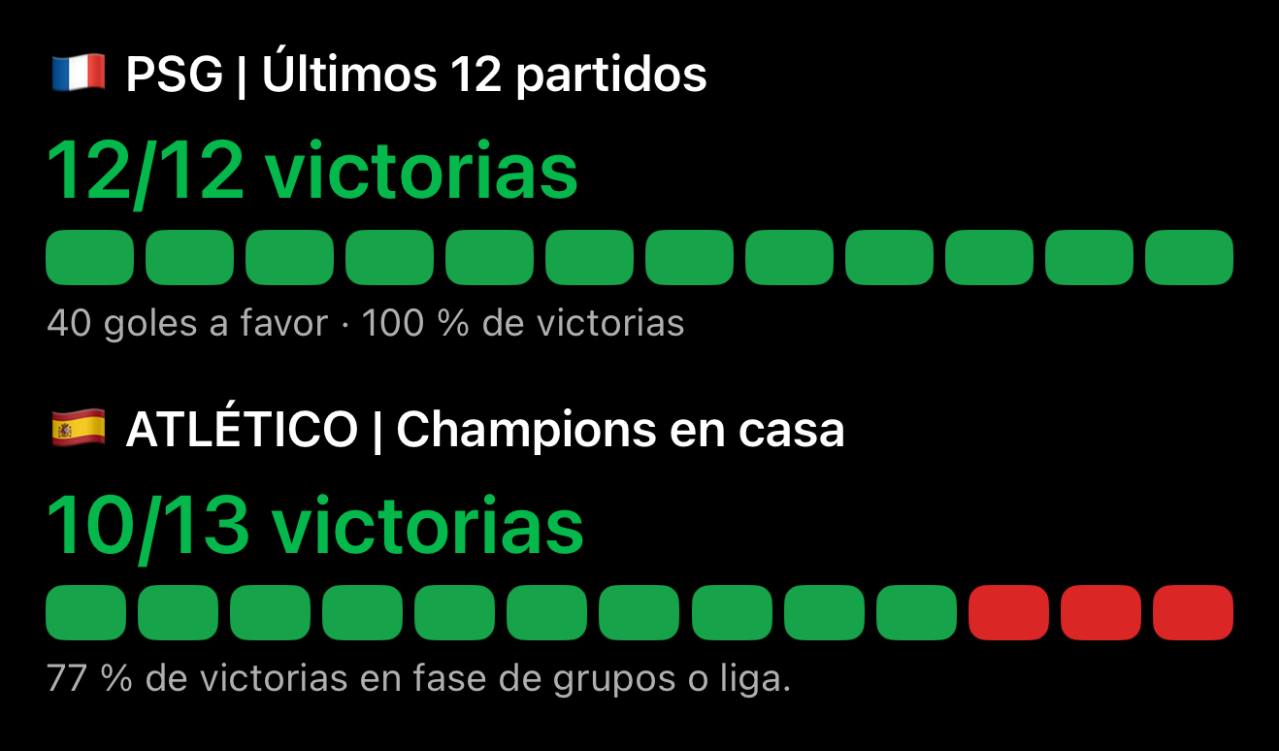 PSG | Últimos 12 partidos
12/12 victorias
40 goles a favor · 100 % de victorias
ATLÉTICO | Champions en casa
10/13 victorias
77 % de victorias en fase de grupos o liga.